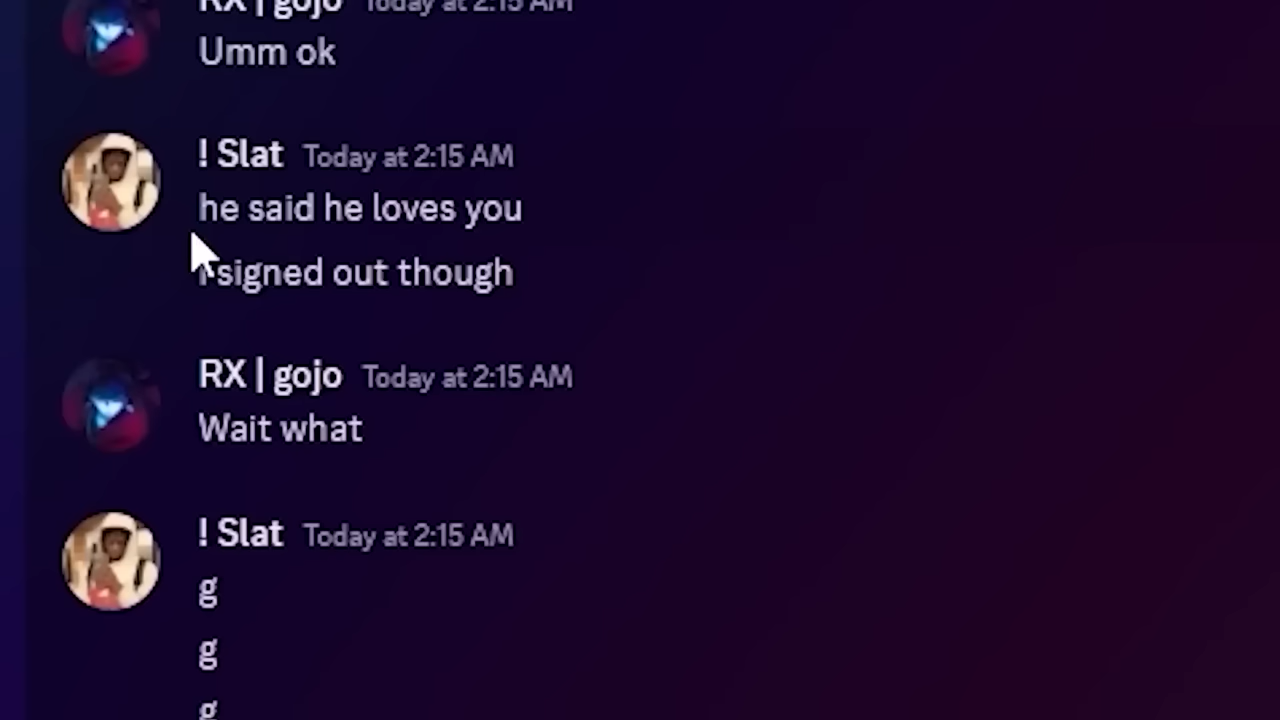 RX | gojo Today at 2:15 AM
Umm ok
! Slat Today at 2:15 AM
he said he loves you
i signed out though
RX | gojo Today at 2:15 AM
Wait what
! Slat Today at 2:15 AM
g
g
g